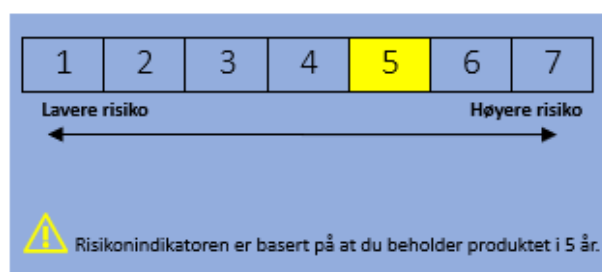 1 2 3 4 5 6 7
Lavere risiko Høyere risiko
Risikonindikatoren er basert på at du beholder produktet i 5 år.